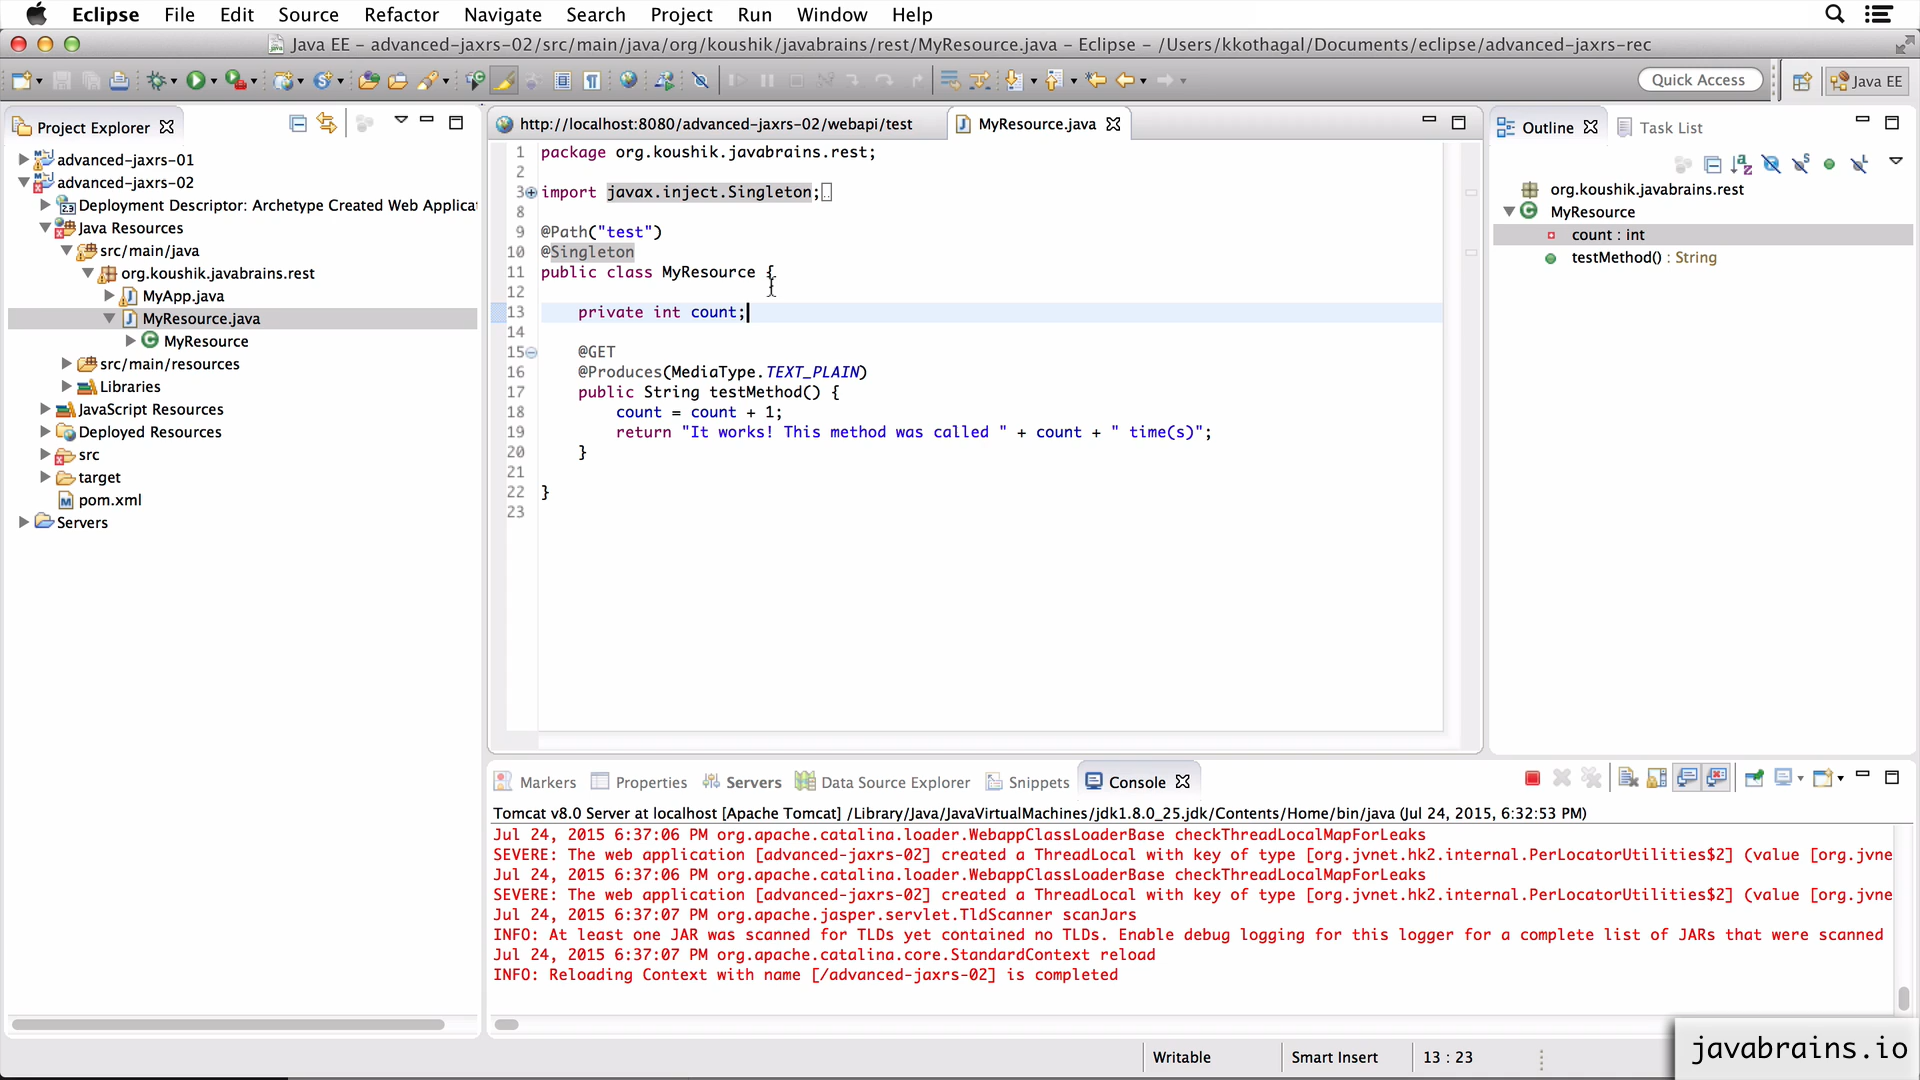 Eclipse File Edit Source Refactor Navigate Search Project Run Window Help
Java EE – advanced-jaxrs-02/src/main/java/org/koushik/javabrains/rest/MyResource.java – Eclipse – /Users/kkothagal/Documents/eclipse/advanced-jaxrs-rec
Quick Access
Java EE
Project Explorer
advanced-jaxrs-01
advanced-jaxrs-02
Deployment Descriptor: Archetype Created Web Applica
Java Resources
src/main/java
org.koushik.javabrains.rest
MyApp.java
MyResource.java
MyResource
src/main/resources
Libraries
JavaScript Resources
Deployed Resources
src
target
pom.xml
Servers
http://localhost:8080/advanced-jaxrs-02/webapi/test
MyResource.java
1 package org.koushik.javabrains.rest;
2
3 import javax.inject.Singleton;
8
9 @Path("test")
10 @Singleton
11 public class MyResource {
12
13 private int count;
14
15 @GET
16 @Produces(MediaType.TEXT_PLAIN)
17 public String testMethod() {
18 count = count + 1;
19 return "It works! This method was called " + count + " time(s)";
20 }
21
22 }
23
Outline
Task List
org.koushik.javabrains.rest
MyResource
count : int
testMethod() : String
Markers Properties Servers Data Source Explorer Snippets Console
Tomcat v8.0 Server at localhost [Apache Tomcat] /Library/Java/JavaVirtualMachines/jdk1.8.0_25.jdk/Contents/Home/bin/java (Jul 24, 2015, 6:32:53 PM)
Jul 24, 2015 6:37:06 PM org.apache.catalina.loader.WebappClassLoaderBase checkThreadLocalMapForLeaks
SEVERE: The web application [advanced-jaxrs-02] created a ThreadLocal with key of type [org.jvnet.hk2.internal.PerLocatorUtilities$2] (value [org.jvne
Jul 24, 2015 6:37:06 PM org.apache.catalina.loader.WebappClassLoaderBase checkThreadLocalMapForLeaks
SEVERE: The web application [advanced-jaxrs-02] created a ThreadLocal with key of type [org.jvnet.hk2.internal.PerLocatorUtilities$2] (value [org.jvne
Jul 24, 2015 6:37:07 PM org.apache.jasper.servlet.TldScanner scanJars
INFO: At least one JAR was scanned for TLDs yet contained no TLDs. Enable debug logging for this logger for a complete list of JARs that were scanned
Jul 24, 2015 6:37:07 PM org.apache.catalina.core.StandardContext reload
INFO: Reloading Context with name [/advanced-jaxrs-02] is completed
Writable
Smart Insert
13 : 23
javabrains.io